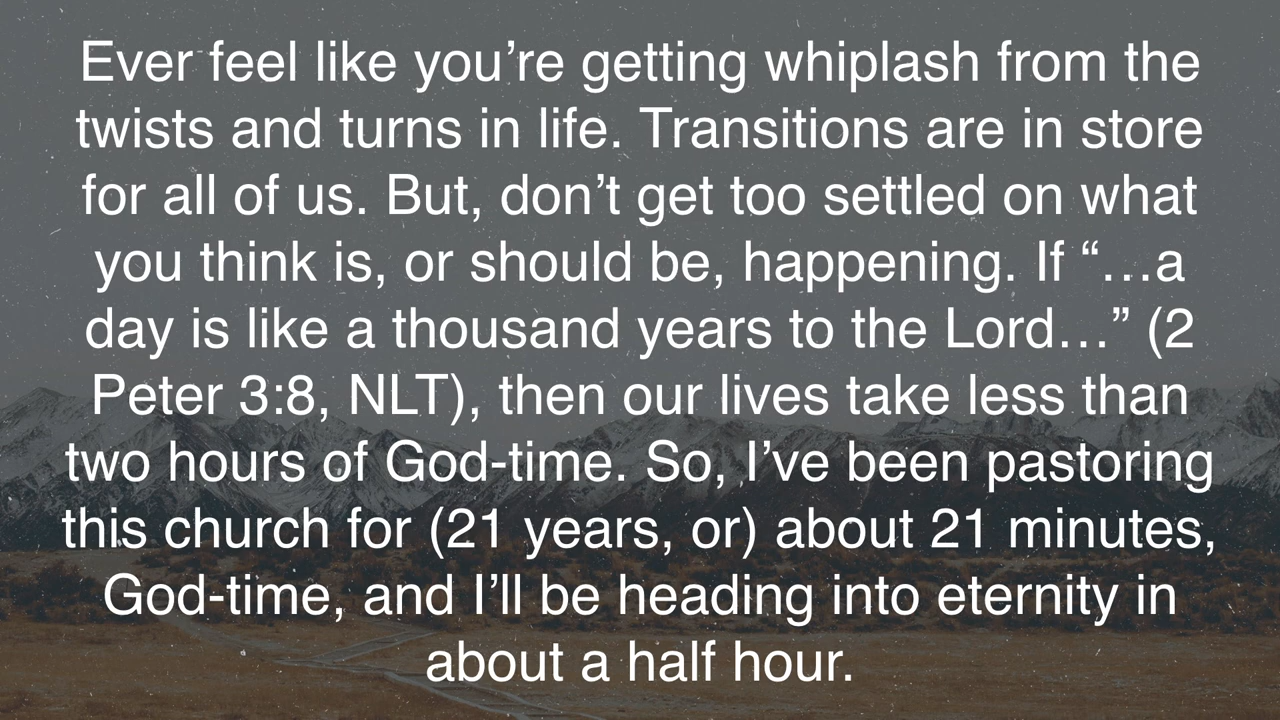 Ever feel like you’re getting whiplash from the
twists and turns in life. Transitions are in store
for all of us. But, don’t get too settled on what
you think is, or should be, happening. If “…a
day is like a thousand years to the Lord…” (2
Peter 3:8, NLT), then our lives take less than
two hours of God-time. So, I’ve been pastoring
this church for (21 years, or) about 21 minutes,
God-time, and I’ll be heading into eternity in
about a half hour.